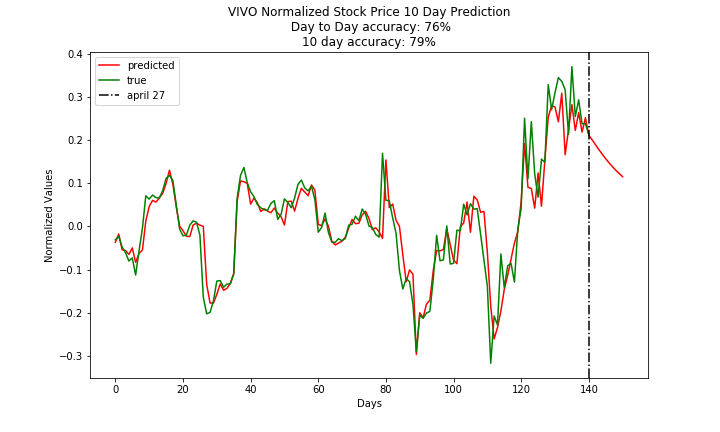 VIVO Normalized Stock Price 10 Day Prediction
Day to Day accuracy: 76%
10 day accuracy: 79%
predicted
true
april 27
Normalized Values
0.4
0.3
0.2
0.1
0.0
−0.1
−0.2
−0.3
0 20 40 60 80 100 120 140
Days